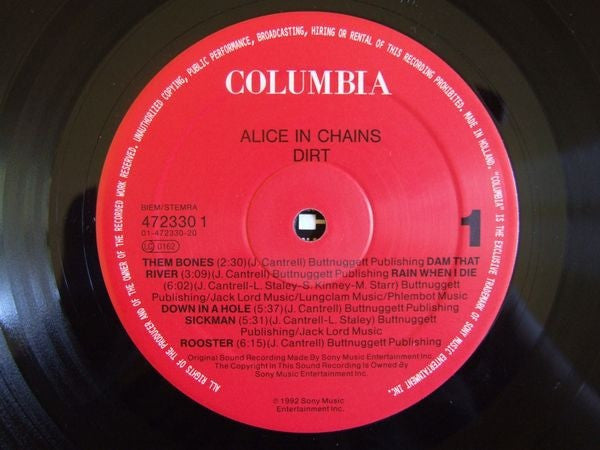 ALL RIGHTS OF THE PRODUCER AND OF THE OWNER OF THE RECORDED WORK RESERVED. UNAUTHORIZED COPYING, PUBLIC PERFORMANCE, BROADCASTING, HIRING OR RENTAL OF THIS RECORDING PROHIBITED. MADE IN HOLLAND. "COLUMBIA" IS THE EXCLUSIVE TRADEMARK OF SONY MUSIC ENTERTAINMENT INC.
COLUMBIA
ALICE IN CHAINS
DIRT
BIEM/STEMRA
472330 1
01-472330-20
LC 0162
1
THEM BONES (2:30)(J. Cantrell) Buttnuggett Publishing DAM THAT
RIVER (3:09)(J. Cantrell) Buttnuggett Publishing RAIN WHEN I DIE
(6:02)(J. Cantrell-L. Staley-S. Kinney-M. Starr) Buttnuggett
Publishing/Jack Lord Music/Lungclam Music/Phlembot Music
DOWN IN A HOLE (5:37)(J. Cantrell) Buttnuggett Publishing
SICKMAN (5:31)(J. Cantrell-L. Staley) Buttnuggett
Publishing/Jack Lord Music
ROOSTER (6:15)(J. Cantrell) Buttnuggett Publishing
Original Sound Recording Made By Sony Music Entertainment Inc.
The Copyright In This Sound Recording Is Owned By
Sony Music Entertainment Inc.
℗ 1992 Sony Music
Entertainment Inc.